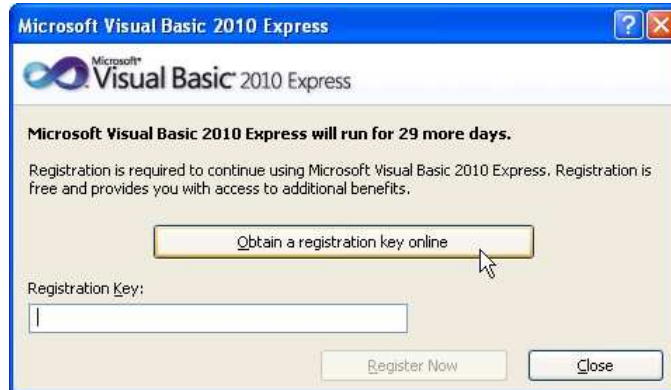 Microsoft Visual Basic 2010 Express
Microsoft®
Visual Basic® 2010 Express
Microsoft Visual Basic 2010 Express will run for 29 more days.
Registration is required to continue using Microsoft Visual Basic 2010 Express. Registration is
free and provides you with access to additional benefits.
Obtain a registration key online
Registration Key:
Register Now
Close